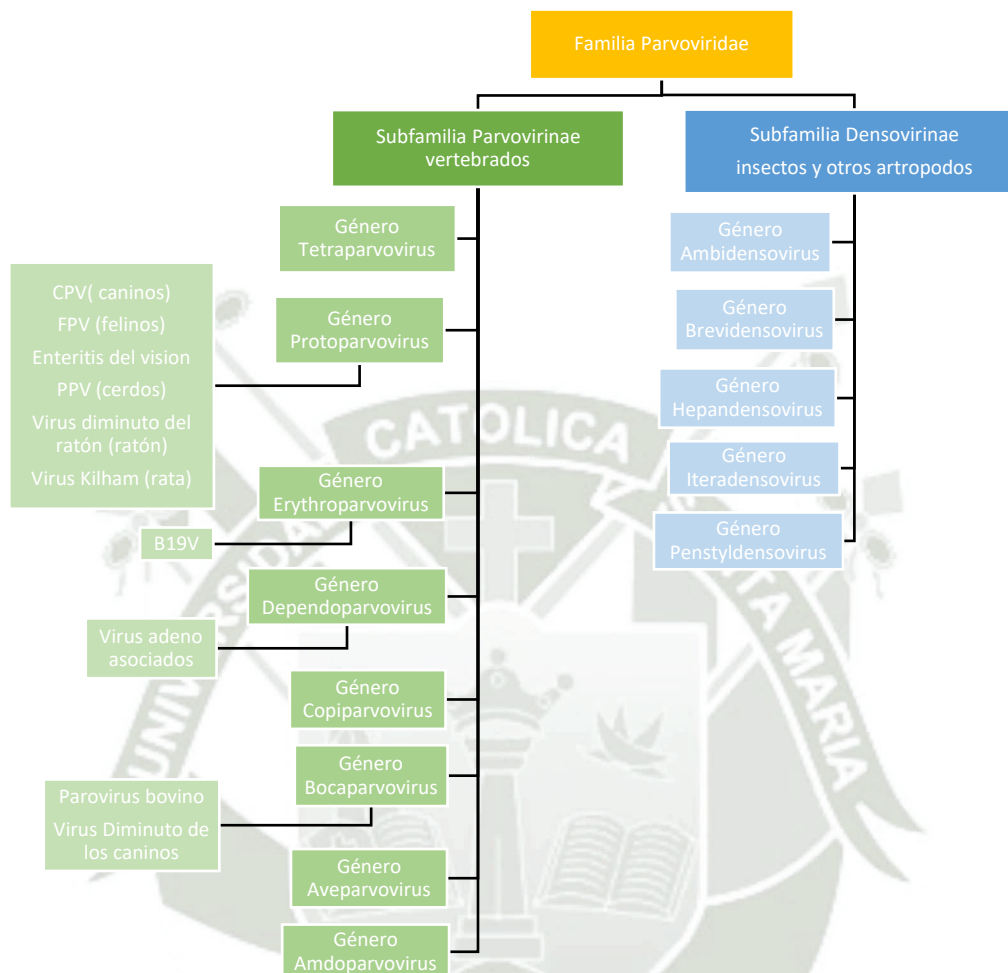 Familia Parvoviridae
Subfamilia Parvovirinae
vertebrados
Subfamilia Densovirinae
insectos y otros artropodos
Género
Tetraparvovirus
Género
Ambidensovirus
CPV( caninos)
FPV (felinos)
Enteritis del vision
PPV (cerdos)
Virus diminuto del
ratón (ratón)
Virus Kilham (rata)
Género
Protoparvovirus
Género
Brevidensovirus
Género
Hepandensovirus
Género
Erythroparvovirus
Género
Iteradensovirus
B19V
Género
Penstyldensovirus
Género
Dependoparvovirus
Virus adeno
asociados
Género
Copiparvovirus
Género
Bocaparvovirus
Parovirus bovino
Virus Diminuto de
los caninos
Género
Aveparvovirus
Género
Amdoparvovirus
CATOLICA